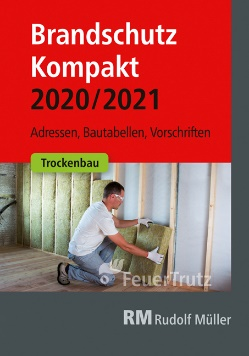 Brandschutz
Kompakt
2020/2021
Adressen, Bautabellen, Vorschriften
Trockenbau
FeuerTrutz
RM Rudolf Müller